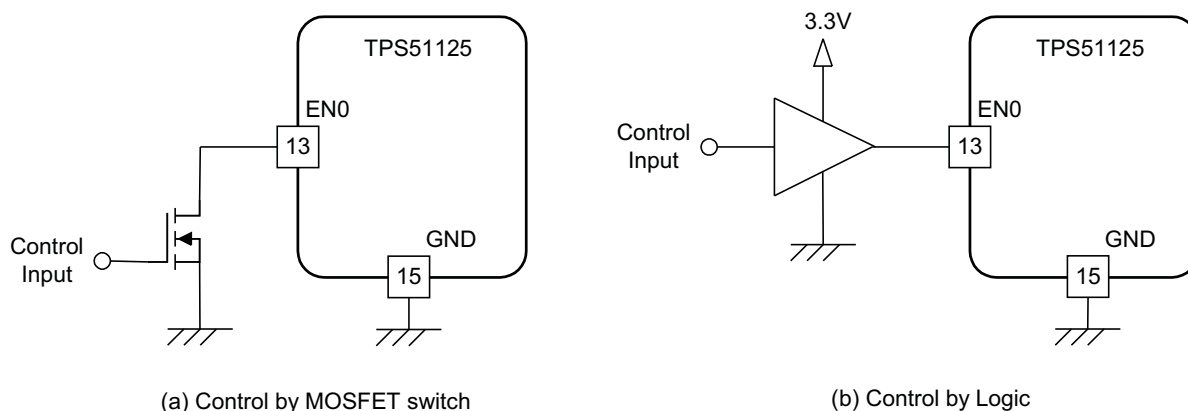 TPS51125
EN0
13
Control
Input
GND
15
(a) Control by MOSFET switch
3.3V
TPS51125
EN0
13
Control
Input
GND
15
(b) Control by Logic